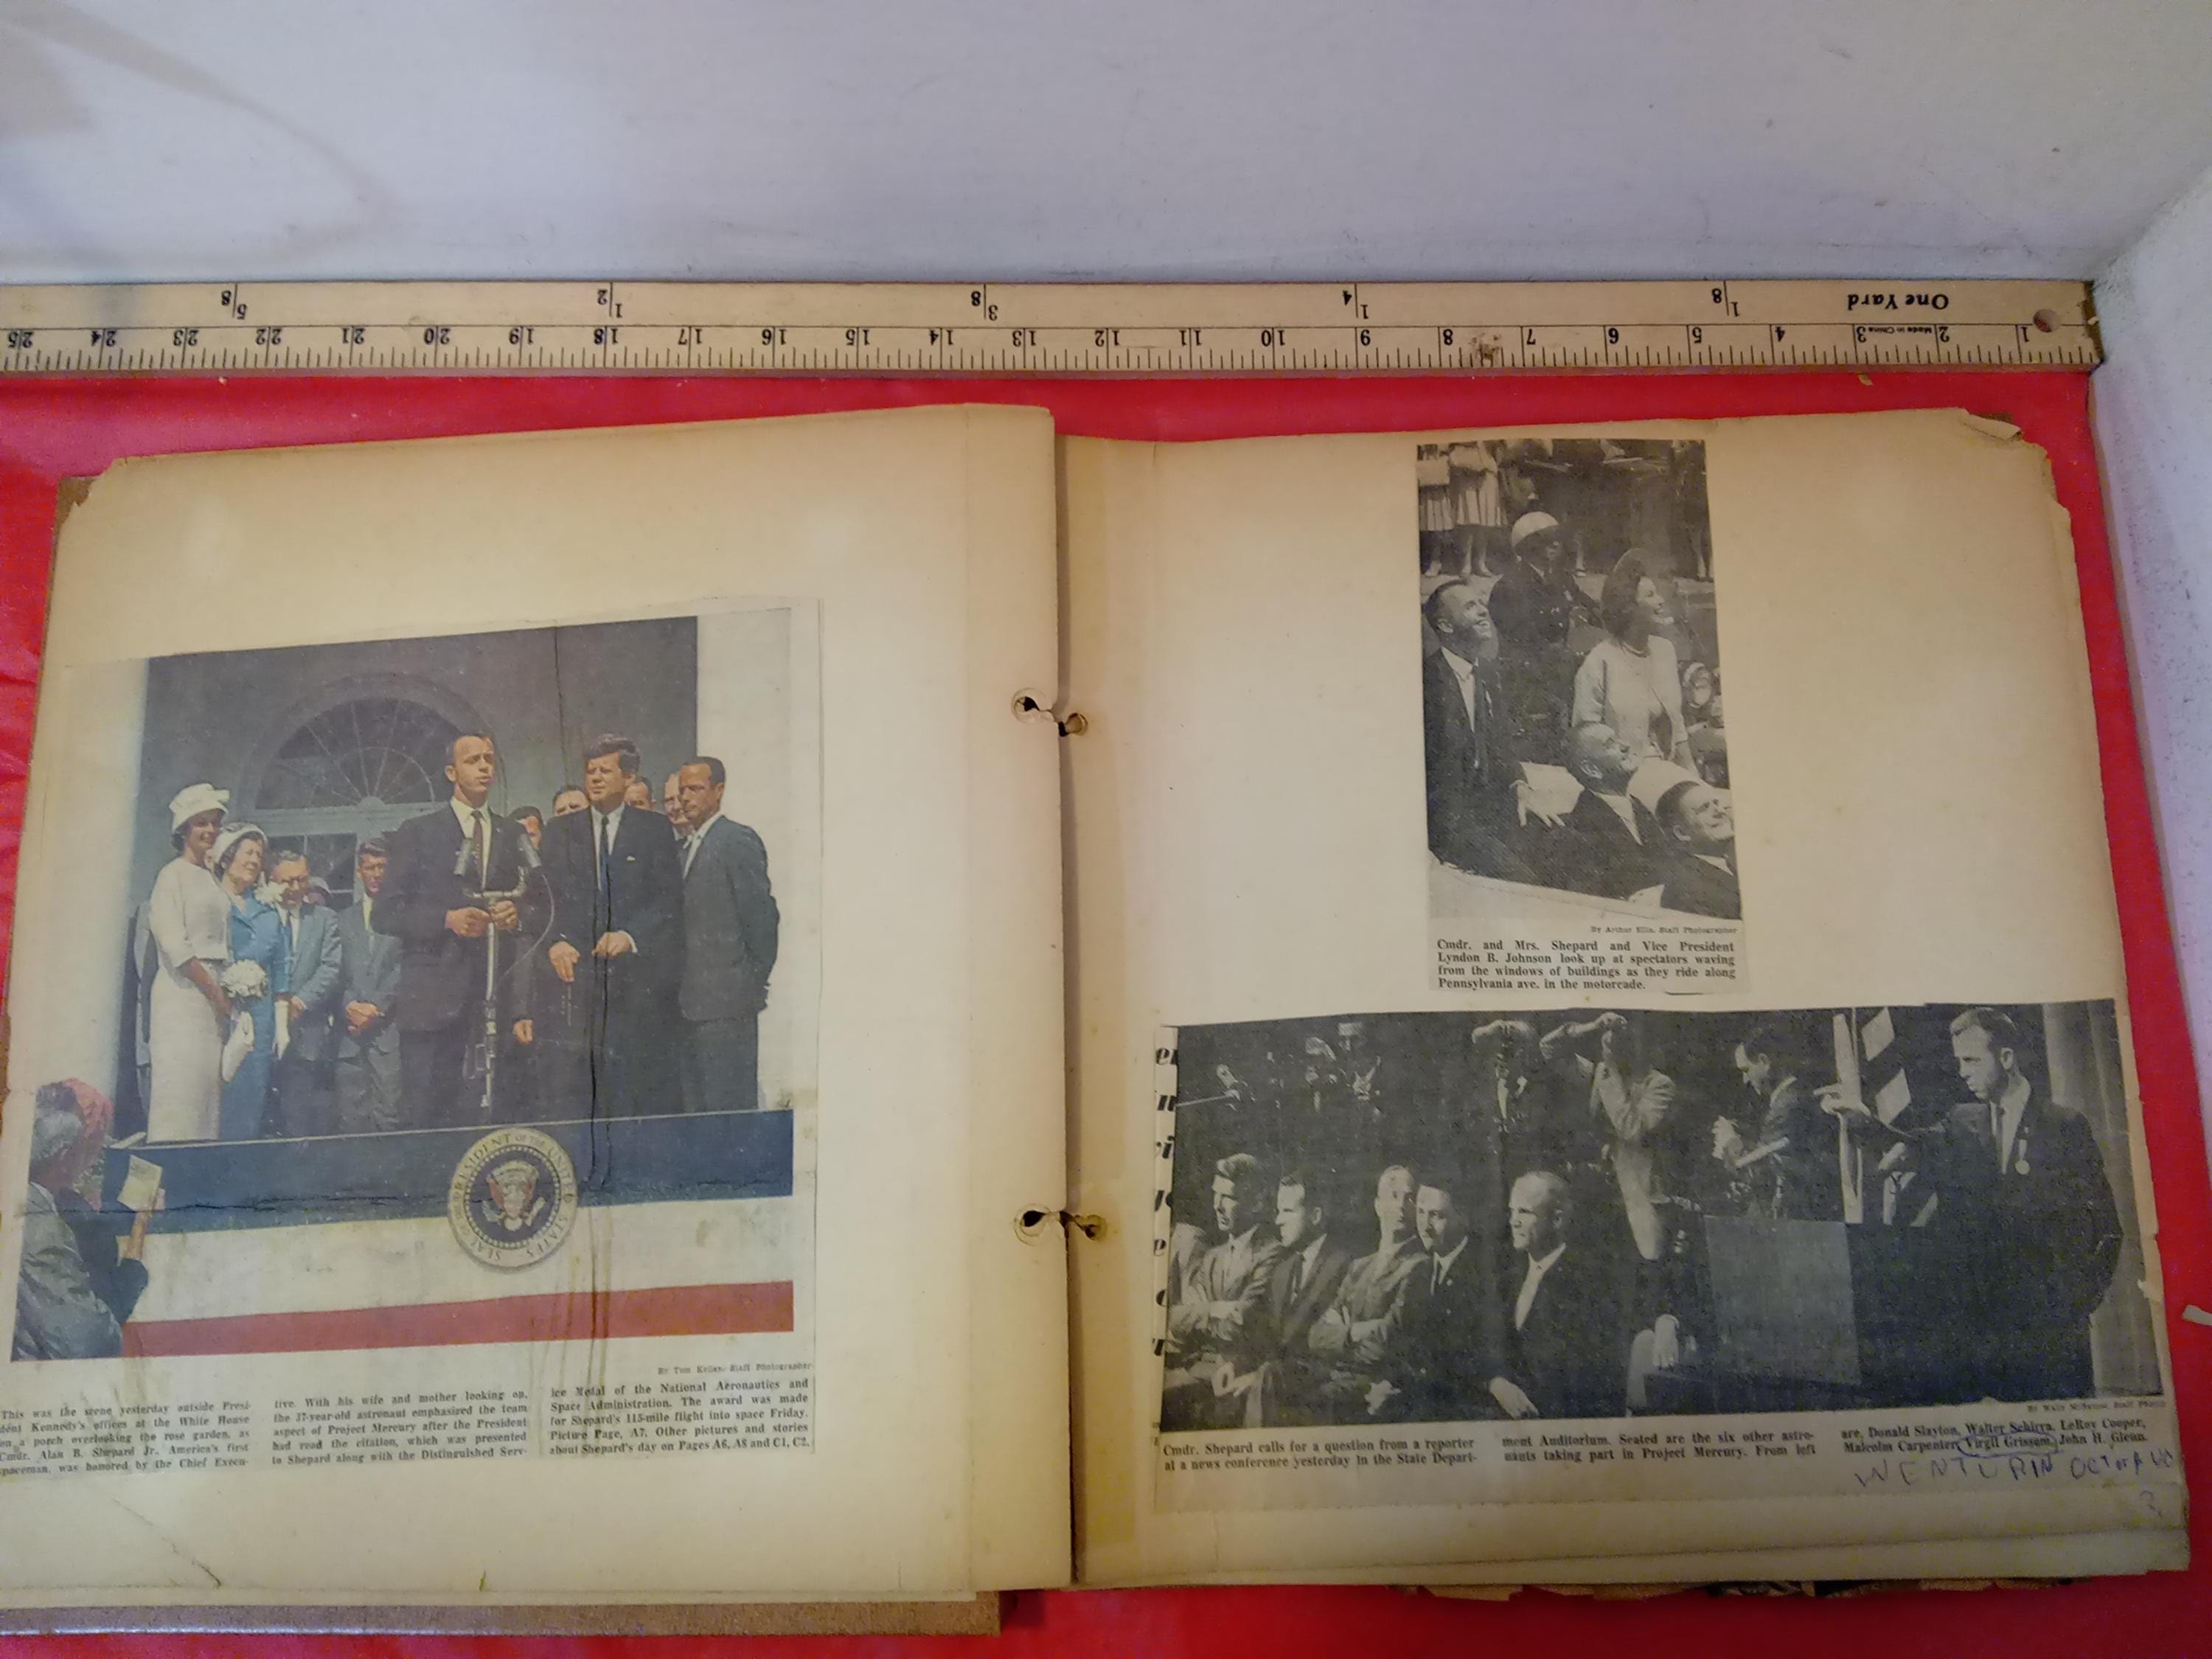 One Yard
1/8
1/4
3/8
1/2
5/8
Made in China
1 2 3 4 5 6 7 8 9 10 11 12 13 14 15 16 17 18 19 20 21 22 23 24 25
SEAL OF THE PRESIDENT OF THE UNITED STATES
By Tom Kelley, Staff Photographer
This was the scene yesterday outside Presi-
dent Kennedy's offices at the White House
on a porch overlooking the rose garden, as
Cmdr. Alan B. Shepard Jr., America's first
spaceman, was honored by the Chief Execu-
tive. With his wife and mother looking on,
the 37-year-old astronaut emphasized the team
aspect of Project Mercury after the President
had read the citation, which was presented
to Shepard along with the Distinguished Serv-
ice Medal of the National Aeronautics and
Space Administration. The award was made
for Shepard's 115-mile flight into space Friday.
Picture Page, A7. Other pictures and stories
about Shepard's day on Pages A6, A8 and C1, C2.
By Arthur Ellis, Staff Photographer
Cmdr. and Mrs. Shepard and Vice President
Lyndon B. Johnson look up at spectators waving
from the windows of buildings as they ride along
Pennsylvania ave. in the motorcade.
Staff Photo
Cmdr. Shepard calls for a question from a reporter
at a news conference yesterday in the State Depart-
ment Auditorium. Seated are the six other astro-
nauts taking part in Project Mercury. From left
are, Donald Slayton, Walter Schirra, LeRoy Cooper,
Malcolm Carpenter, Virgil Grissom, John H. Glenn.